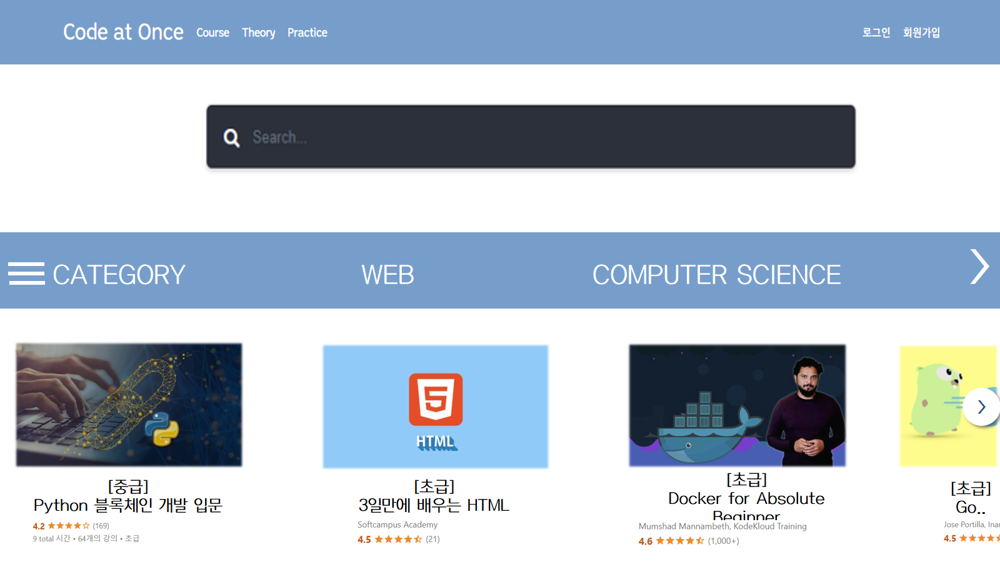 Code at Once Course Theory Practice 로그인 회원가입
Search...
CATEGORY WEB COMPUTER SCIENCE
HTML
[중급]
Python 블록체인 개발 입문
4.2 (169)
9 total 시간 • 64개의 강의 • 초급
[초급]
3일만에 배우는 HTML
Softcampus Academy
4.5 (21)
[초급]
Docker for Absolute
Beginner
Mumshad Mannambeth, KodeKloud Training
4.6 (1,000+)
[초급]
Go..
Jose Portilla,
4.5